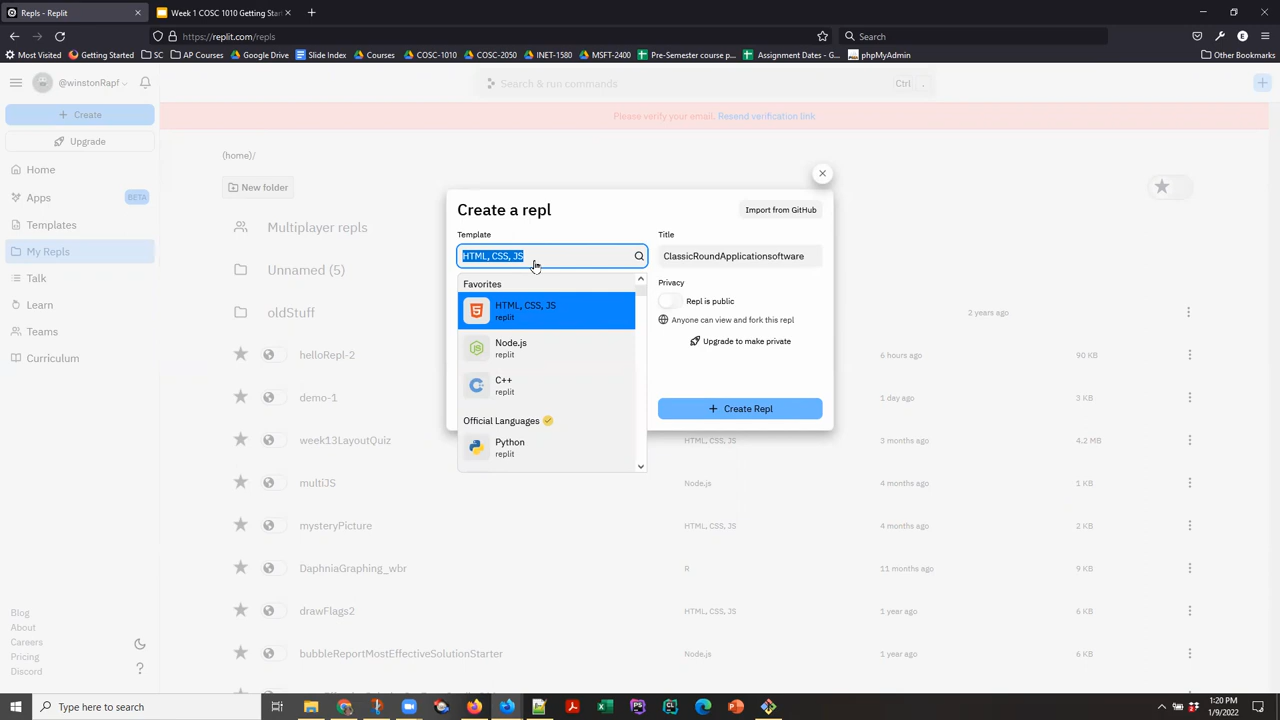 Repls - Replit
Week 1 COSC 1010 Getting Star
https://replit.com/repls
Search
Most Visited
Getting Started
SC
AP Courses
Google Drive
Slide Index
Courses
COSC-1010
COSC-2050
INET-1580
MSFT-2400
Pre-Semester course p
Assignment Dates - G
phpMyAdmin
Other Bookmarks
@winstonRapf
Search & run commands
Ctrl .
Create
Please verify your email. Resend verification link
Upgrade
(home)/
Home
New folder
Apps
BETA
Templates
Multiplayer repls
My Repls
Unnamed (5)
Talk
Learn
oldStuff
2 years ago
Teams
Curriculum
helloRepl-2
6 hours ago
90 KB
demo-1
1 day ago
3 KB
week13LayoutQuiz
HTML, CSS, JS
3 months ago
4.2 MB
multiJS
Node.js
4 months ago
1 KB
mysteryPicture
HTML, CSS, JS
4 months ago
2 KB
DaphniaGraphing_wbr
R
11 months ago
9 KB
drawFlags2
HTML, CSS, JS
1 year ago
6 KB
bubbleReportMostEffectiveSolutionStarter
Node.js
1 year ago
6 KB
Create a repl
Import from GitHub
Template
HTML, CSS, JS
Favorites
HTML, CSS, JS
replit
Node.js
replit
C++
replit
Official Languages
Python
replit
Title
ClassicRoundApplicationsoftware
Privacy
Repl is public
Anyone can view and fork this repl
Upgrade to make private
Create Repl
Blog
About
Careers
Pricing
Discord
Type here to search
1:20 PM
1/9/2022